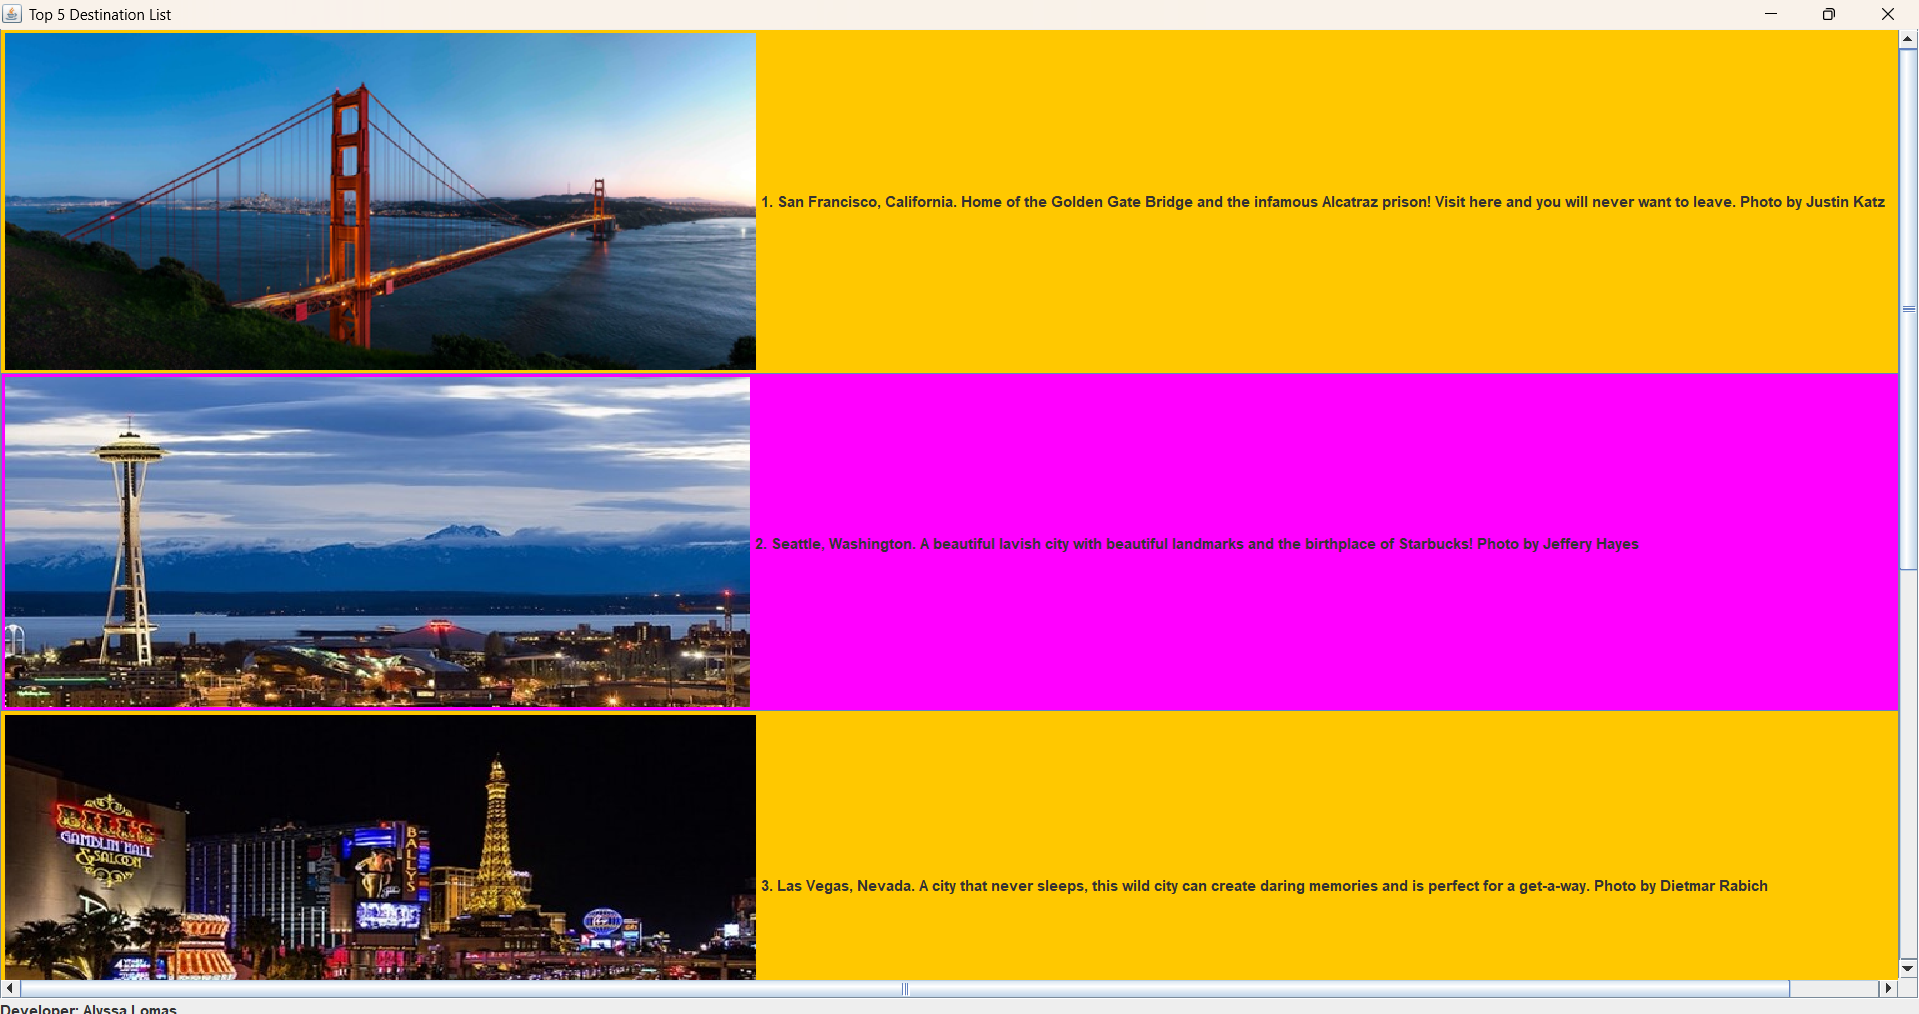 Top 5 Destination List
1. San Francisco, California. Home of the Golden Gate Bridge and the infamous Alcatraz prison! Visit here and you will never want to leave. Photo by Justin Katz
2. Seattle, Washington. A beautiful lavish city with beautiful landmarks and the birthplace of Starbucks! Photo by Jeffery Hayes
BILL'S
GAMBLIN' HALL
& SALOON
BALLY'S
3. Las Vegas, Nevada. A city that never sleeps, this wild city can create daring memories and is perfect for a get-a-way. Photo by Dietmar Rabich
Developer: Alyssa Lomas